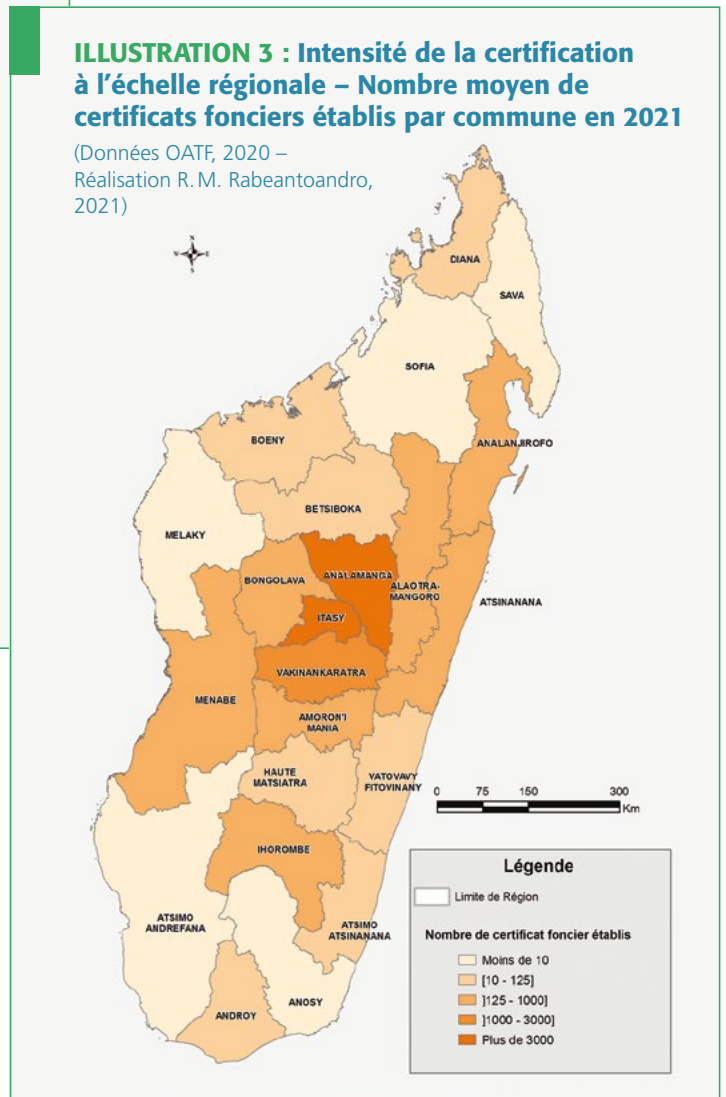 ILLUSTRATION 3 : Intensité de la certification
à l'échelle régionale – Nombre moyen de
certificats fonciers établis par commune en 2021
(Données OATF, 2020 –
Réalisation R. M. Rabeantoandro,
2021)
N
W E
S
DIANA
SAVA
SOFIA
ANALANJIROFO
BOENY
BETSIBOKA
MELAKY
BONGOLAVA
ANALAMANGA
ALAOTRA-
MANGORO
ATSINANANA
ITASY
VAKINANKARATRA
MENABE
AMORON'I
MANIA
HAUTE
MATSIATRA
VATOVAVY
FITOVINANY
0 75 150 300
Km
IHOROMBE
ATSIMO
ANDREFANA
ATSIMO
ATSINANANA
ANOSY
ANDROY
Légende
Limite de Région
Nombre de certificat foncier établis
Moins de 10
[10 - 125]
]125 - 1000]
]1000 - 3000]
Plus de 3000